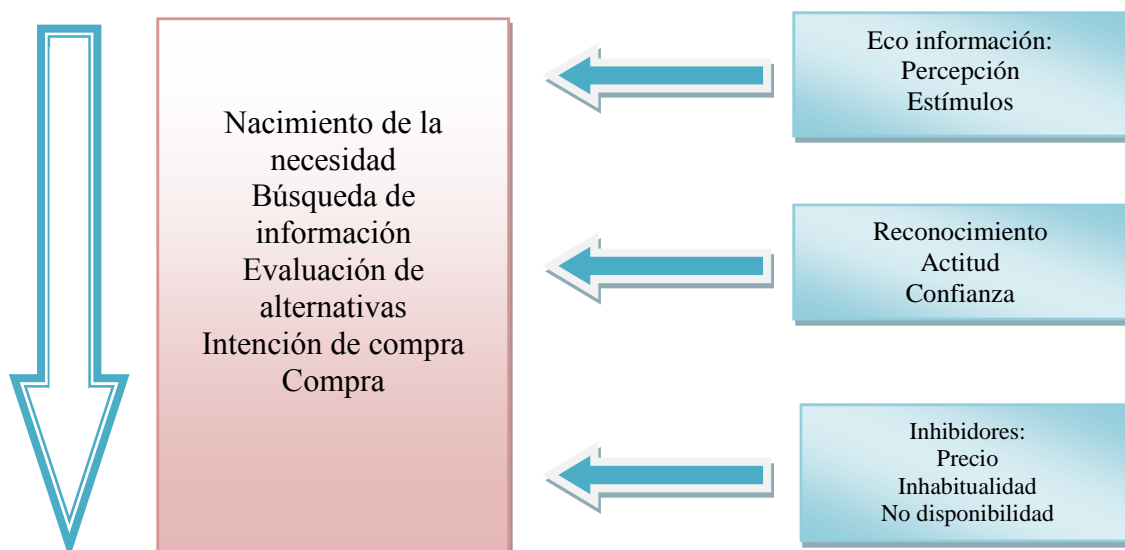 Nacimiento de la
necesidad
Búsqueda de
información
Evaluación de
alternativas
Intención de compra
Compra
Eco información:
Percepción
Estímulos
Reconocimiento
Actitud
Confianza
Inhibidores:
Precio
Inhabitualidad
No disponibilidad